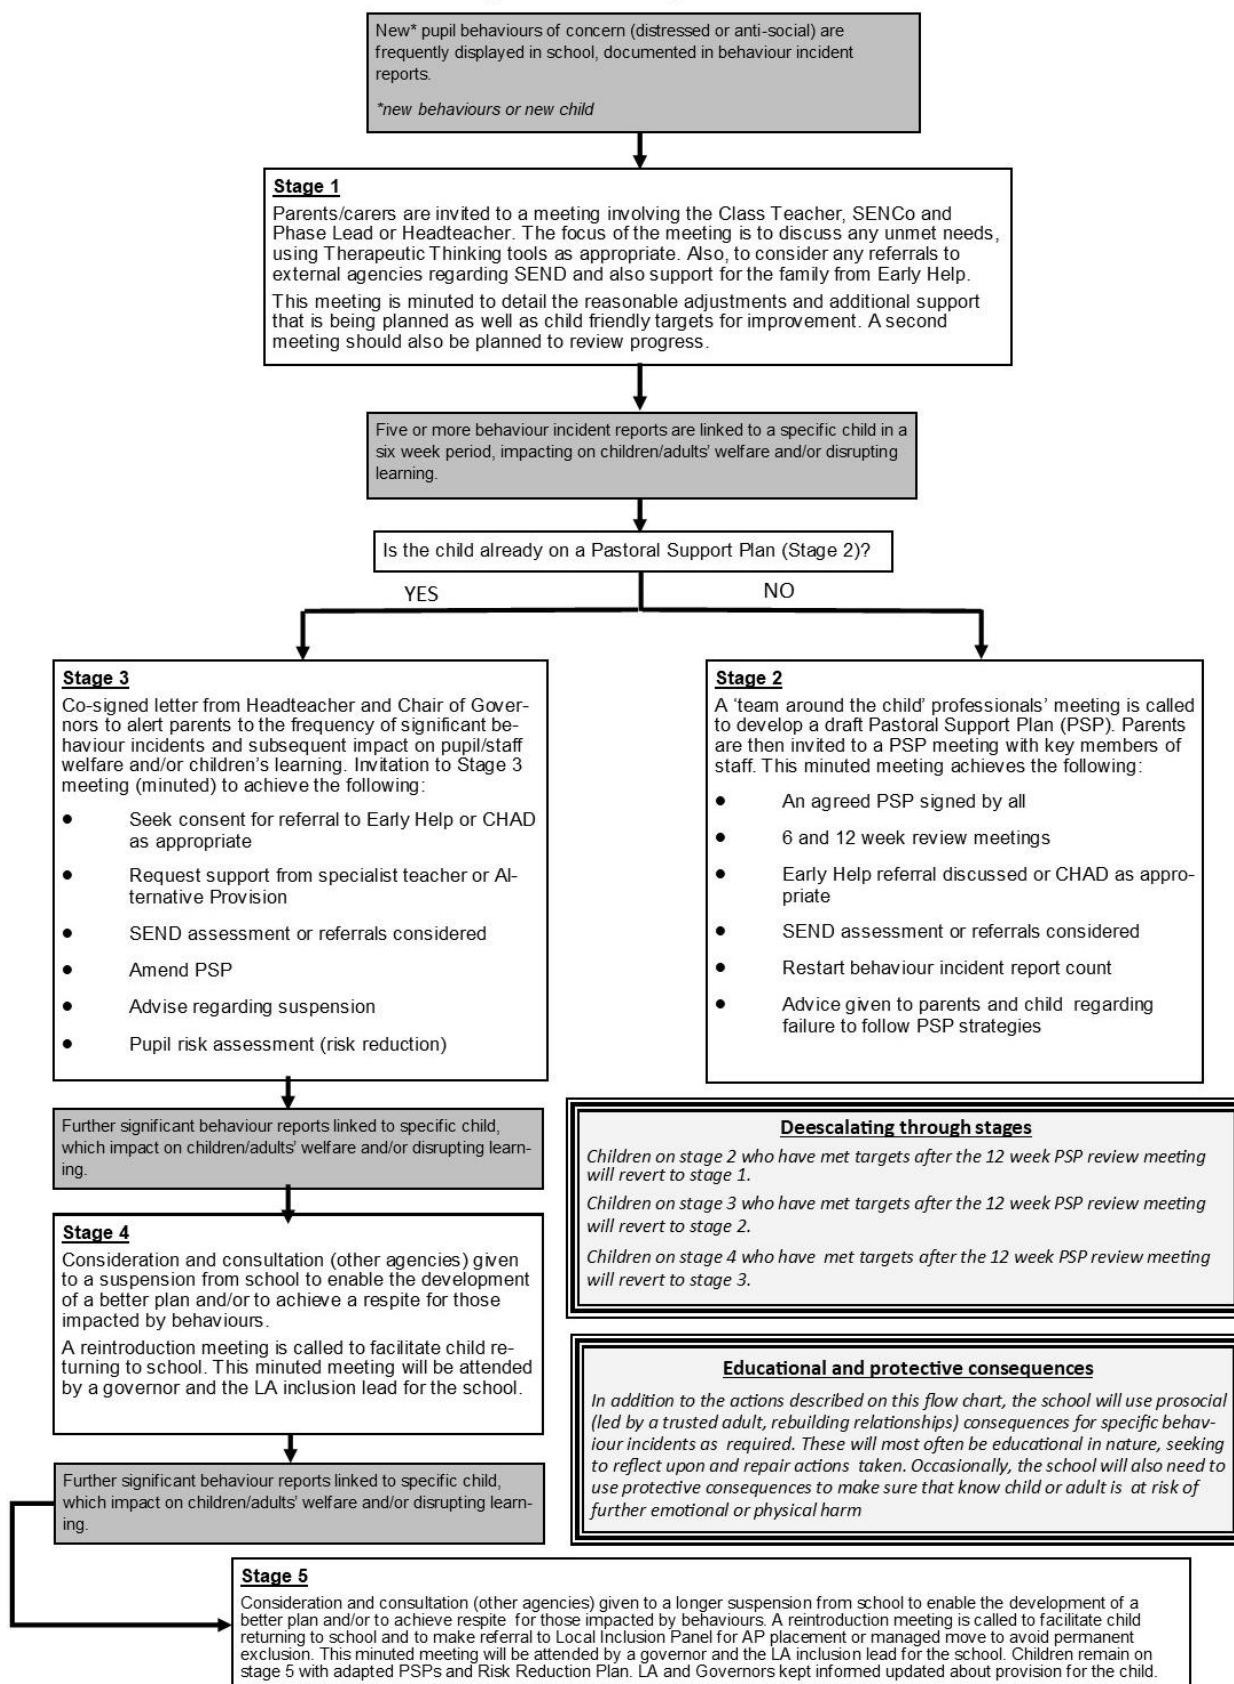 New* pupil behaviours of concern (distressed or anti-social) are
frequently displayed in school, documented in behaviour incident
reports.
*new behaviours or new child
Stage 1
Parents/carers are invited to a meeting involving the Class Teacher, SENCo and
Phase Lead or Headteacher. The focus of the meeting is to discuss any unmet needs,
using Therapeutic Thinking tools as appropriate. Also, to consider any referrals to
external agencies regarding SEND and also support for the family from Early Help.
This meeting is minuted to detail the reasonable adjustments and additional support
that is being planned as well as child friendly targets for improvement. A second
meeting should also be planned to review progress.
Five or more behaviour incident reports are linked to a specific child in a
six week period, impacting on children/adults' welfare and/or disrupting
learning.
Is the child already on a Pastoral Support Plan (Stage 2)?
YES
NO
Stage 3
Co-signed letter from Headteacher and Chair of Gover-
nors to alert parents to the frequency of significant be-
haviour incidents and subsequent impact on pupil/staff
welfare and/or children's learning. Invitation to Stage 3
meeting (minuted) to achieve the following:
● Seek consent for referral to Early Help or CHAD
as appropriate
● Request support from specialist teacher or Al-
ternative Provision
● SEND assessment or referrals considered
● Amend PSP
● Advise regarding suspension
● Pupil risk assessment (risk reduction)
Stage 2
A 'team around the child' professionals' meeting is called
to develop a draft Pastoral Support Plan (PSP). Parents
are then invited to a PSP meeting with key members of
staff. This minuted meeting achieves the following:
● An agreed PSP signed by all
● 6 and 12 week review meetings
● Early Help referral discussed or CHAD as appro-
priate
● SEND assessment or referrals considered
● Restart behaviour incident report count
● Advice given to parents and child regarding
failure to follow PSP strategies
Further significant behaviour reports linked to specific child,
which impact on children/adults' welfare and/or disrupting learn-
ing.
Stage 4
Consideration and consultation (other agencies) given
to a suspension from school to enable the development
of a better plan and/or to achieve a respite for those
impacted by behaviours.
A reintroduction meeting is called to facilitate child re-
turning to school. This minuted meeting will be attended
by a governor and the LA inclusion lead for the school.
Deescalating through stages
Children on stage 2 who have met targets after the 12 week PSP review meeting
will revert to stage 1.
Children on stage 3 who have met targets after the 12 week PSP review meeting
will revert to stage 2.
Children on stage 4 who have met targets after the 12 week PSP review meeting
will revert to stage 3.
Educational and protective consequences
In addition to the actions described on this flow chart, the school will use prosocial
(led by a trusted adult, rebuilding relationships) consequences for specific behav-
iour incidents as required. These will most often be educational in nature, seeking
to reflect upon and repair actions taken. Occasionally, the school will also need to
use protective consequences to make sure that know child or adult is at risk of
further emotional or physical harm
Further significant behaviour reports linked to specific child,
which impact on children/adults' welfare and/or disrupting learn-
ing.
Stage 5
Consideration and consultation (other agencies) given to a longer suspension from school to enable the development of a
better plan and/or to achieve respite for those impacted by behaviours. A reintroduction meeting is called to facilitate child
returning to school and to make referral to Local Inclusion Panel for AP placement or managed move to avoid permanent
exclusion. This minuted meeting will be attended by a governor and the LA inclusion lead for the school. Children remain on
stage 5 with adapted PSPs and Risk Reduction Plan. LA and Governors kept informed updated about provision for the child.